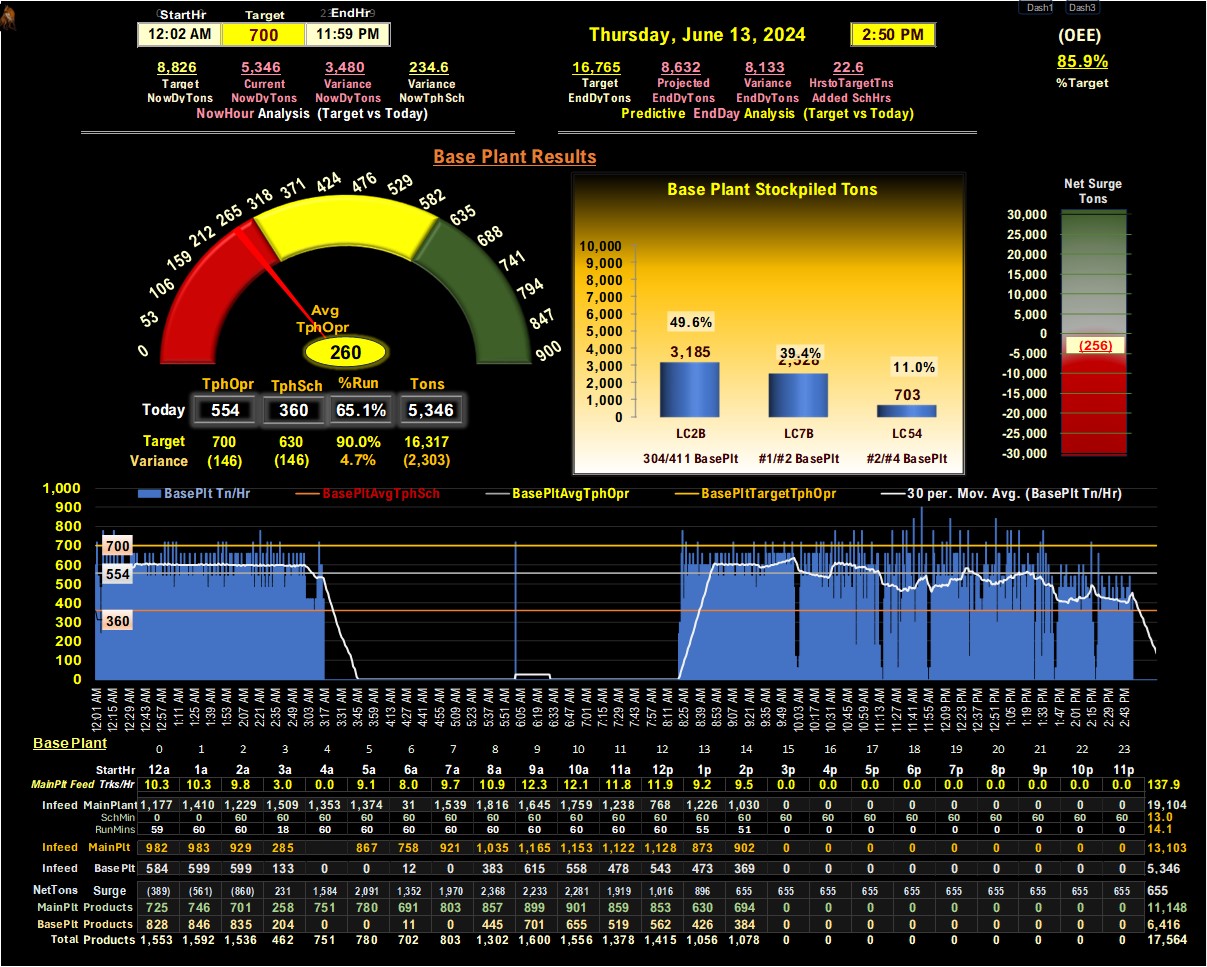 Dash1 Dash3
StartHr Target EndHr
12:02 AM 700 11:59 PM
Thursday, June 13, 2024 2:50 PM
(OEE)
85.9%
%Target
8,826 5,346 3,480 234.6
Target Current Variance Variance
NowDyTons NowDyTons NowDyTons NowTphSch
NowHour Analysis (Target vs Today)
16,765 8,632 8,133 22.6
Target Projected Variance HrstoTargetTns
EndDyTons EndDyTons EndDyTons Added SchHrs
Predictive EndDay Analysis (Target vs Today)
Base Plant Results
0 53 106 159 212 265 318 371 424 476 529 582 635 688 741 794 847 900
Avg
TphOpr
260
TphOpr TphSch %Run Tons
Today 554 360 65.1% 5,346
Target 700 630 90.0% 16,317
Variance (146) (146) 4.7% (2,303)
Base Plant Stockpiled Tons
10,000
9,000
8,000
7,000
6,000
5,000
4,000
3,000
2,000
1,000
0
49.6% 39.4% 11.0%
3,185 2,528 703
LC2B LC7B LC54
304/411 BasePlt #1/#2 BasePlt #2/#4 BasePlt
Net Surge
Tons
30,000
25,000
20,000
15,000
10,000
5,000
0
-5,000
-10,000
-15,000
-20,000
-25,000
-30,000
(256)
BasePlt Tn/Hr BasePltAvgTphSch BasePltAvgTphOpr BasePltTargetTphOpr 30 per. Mov. Avg. (BasePlt Tn/Hr)
1,000
900
800
700
600
500
400
300
200
100
0
700
554
360
12:01 AM 12:15 AM 12:29 AM 12:43 AM 12:57 AM 1:11 AM 1:25 AM 1:39 AM 1:53 AM 2:07 AM 2:21 AM 2:35 AM 2:49 AM 3:03 AM 3:17 AM 3:31 AM 3:45 AM 3:59 AM 4:13 AM 4:27 AM 4:41 AM 4:55 AM 5:09 AM 5:23 AM 5:37 AM 5:51 AM 6:05 AM 6:19 AM 6:33 AM 6:47 AM 7:01 AM 7:15 AM 7:29 AM 7:43 AM 7:57 AM 8:11 AM 8:25 AM 8:39 AM 8:53 AM 9:07 AM 9:21 AM 9:35 AM 9:49 AM 10:03 AM 10:17 AM 10:31 AM 10:45 AM 10:59 AM 11:13 AM 11:27 AM 11:41 AM 11:55 AM 12:09 PM 12:23 PM 12:37 PM 12:51 PM 1:05 PM 1:19 PM 1:33 PM 1:47 PM 2:01 PM 2:15 PM 2:29 PM 2:43 PM
Base Plant 0 1 2 3 4 5 6 7 8 9 10 11 12 13 14 15 16 17 18 19 20 21 22 23
StartHr 12a 1a 2a 3a 4a 5a 6a 7a 8a 9a 10a 11a 12p 1p 2p 3p 4p 5p 6p 7p 8p 9p 10p 11p
MainPlt Feed Trks/Hr 10.3 10.3 9.8 3.0 0.0 9.1 8.0 9.7 10.9 12.3 12.1 11.8 11.9 9.2 9.5 0.0 0.0 0.0 0.0 0.0 0.0 0.0 0.0 0.0 137.9
Infeed MainPlant 1,177 1,410 1,229 1,509 1,353 1,374 31 1,539 1,816 1,645 1,759 1,238 768 1,226 1,030 0 0 0 0 0 0 0 0 0 19,104
SchMin 0 0 60 60 60 60 60 60 60 60 60 60 60 60 60 60 60 60 60 60 60 60 60 60 13.0
RunMins 59 60 60 18 0 0 0 0 60 60 60 60 60 55 51 0 0 0 0 0 0 0 0 0 14.1
Infeed MainPlt 982 983 929 285 867 758 921 1,035 1,165 1,153 1,122 1,128 873 902 0 0 0 0 0 0 0 0 0 13,103
Infeed BasePlt 584 599 599 133 0 0 12 0 383 615 558 478 543 473 369 0 0 0 0 0 0 0 0 0 5,346
NetTons Surge (389) (561) (860) 231 1,584 2,091 1,352 1,970 2,368 2,233 2,281 1,919 1,016 896 655 655 655 655 655 655 655 655 655 655 655
MainPlt Products 725 746 701 258 751 780 691 803 857 899 901 859 853 630 694 0 0 0 0 0 0 0 0 0 11,148
BasePlt Products 828 846 835 204 0 0 11 0 445 701 655 519 562 426 384 0 0 0 0 0 0 0 0 0 6,416
Total Products 1,553 1,592 1,536 462 751 780 702 803 1,302 1,600 1,556 1,378 1,415 1,056 1,078 0 0 0 0 0 0 0 0 0 17,564